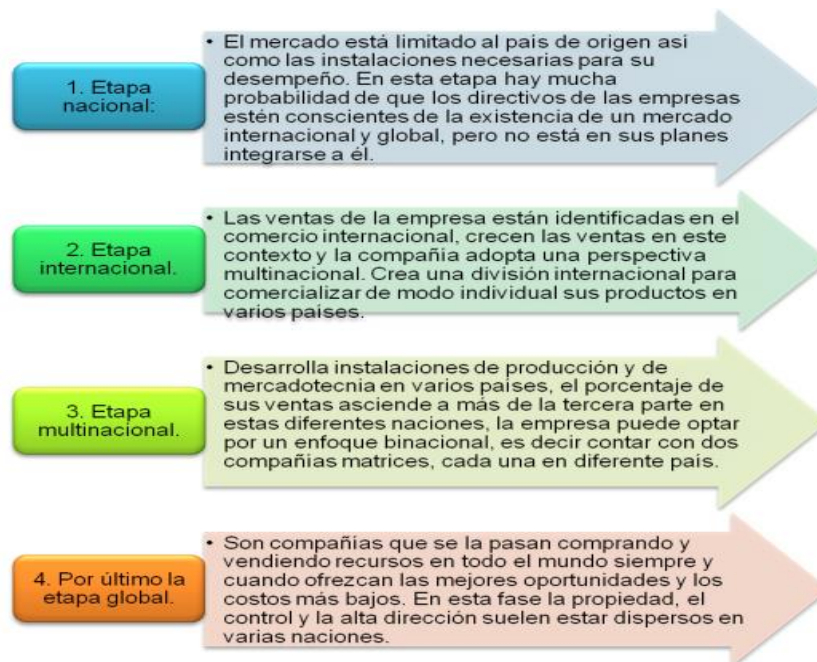 1. Etapa
nacional:
• El mercado está limitado al país de origen así
como las instalaciones necesarias para su
desempeño. En esta etapa hay mucha
probabilidad de que los directivos de las empresas
estén conscientes de la existencia de un mercado
internacional y global, pero no está en sus planes
integrarse a él.
2. Etapa
internacional.
• Las ventas de la empresa están identificadas en el
comercio internacional, crecen las ventas en este
contexto y la compañía adopta una perspectiva
multinacional. Crea una división internacional para
comercializar de modo individual sus productos en
varios países.
3. Etapa
multinacional.
• Desarrolla instalaciones de producción y de
mercadotecnia en varios países, el porcentaje de
sus ventas asciende a más de la tercera parte en
estas diferentes naciones, la empresa puede optar
por un enfoque binacional, es decir contar con dos
compañías matrices, cada una en diferente país.
4. Por último la
etapa global.
• Son compañías que se la pasan comprando y
vendiendo recursos en todo el mundo siempre y
cuando ofrezcan las mejores oportunidades y los
costos más bajos. En esta fase la propiedad, el
control y la alta dirección suelen estar dispersos en
varias naciones.